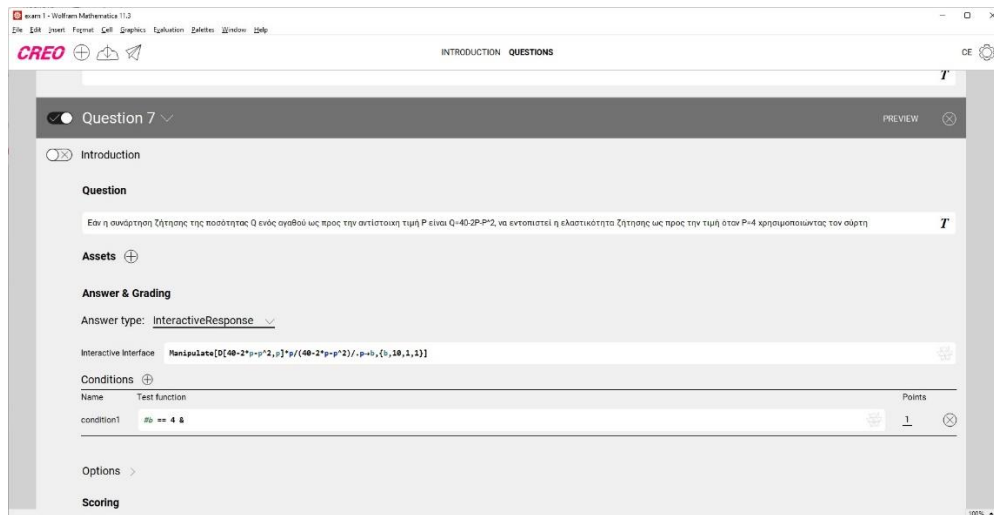 exam 1 - Wolfram Mathematica 11.3
File Edit Insert Format Cell Graphics Evaluation Palettes Window Help
CREO INTRODUCTION QUESTIONS CE
T
Question 7 PREVIEW
Introduction
Question
Εάν η συνάρτηση ζήτησης της ποσότητας Q ενός αγαθού ως προς την αντίστοιχη τιμή P είναι Q=40-2P-P^2, να εντοπιστεί η ελαστικότητα ζήτησης ως προς την τιμή όταν P=4 χρησιμοποιώντας τον σύρτη T
Assets
Answer & Grading
Answer type: InteractiveResponse
Interactive Interface Manipulate[D[40-2*p-p^2,p]*p/(40-2*p-p^2)/.p→b,{b,10,1,1}]
Conditions
Name Test function Points
condition1 #b == 4 & 1
Options
Scoring
100%